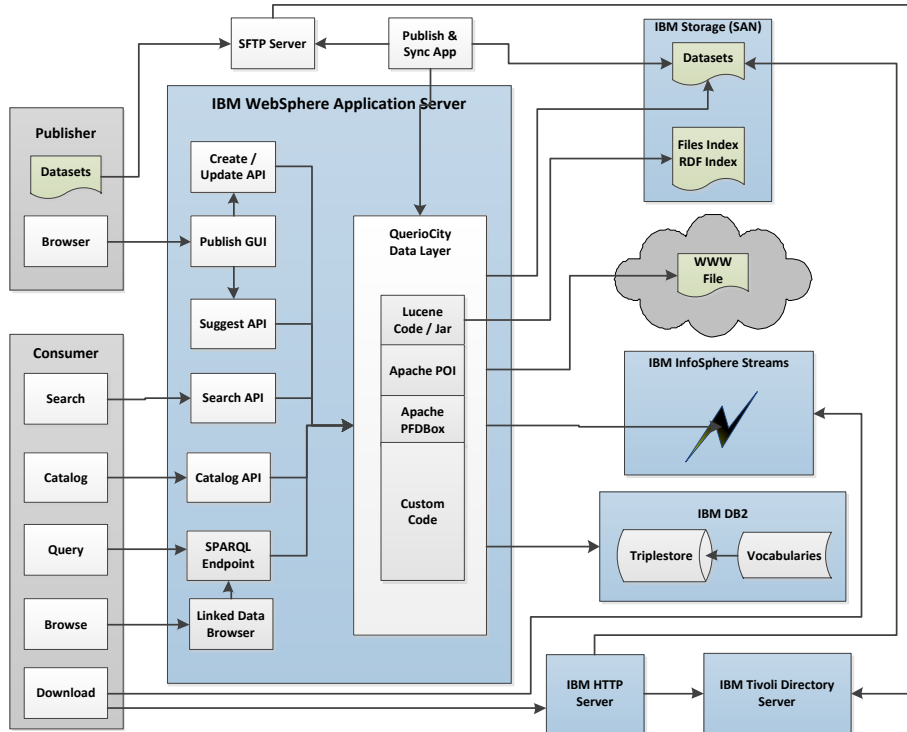 SFTP Server
Publish &
Sync App
IBM Storage (SAN)
Datasets
Files Index
RDF Index
IBM WebSphere Application Server
Publisher
Datasets
Browser
Create /
Update API
Publish GUI
Suggest API
QuerioCity
Data Layer
Lucene
Code / Jar
Apache POI
Apache
PFDBox
Custom
Code
WWW
File
Consumer
Search
Search API
Catalog
Catalog API
Query
SPARQL
Endpoint
Browse
Linked Data
Browser
Download
IBM InfoSphere Streams
IBM DB2
Triplestore
Vocabularies
IBM HTTP
Server
IBM Tivoli Directory
Server